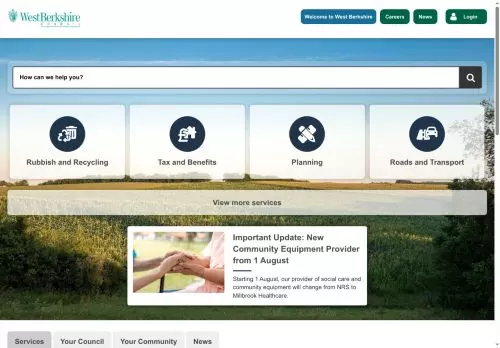 WestBerkshire
COUNCIL
Welcome to West Berkshire
Careers
News
Login
How can we help you?
Rubbish and Recycling
Tax and Benefits
Planning
Roads and Transport
View more services
Important Update: New
Community Equipment Provider
from 1 August
Starting 1 August, our provider of social care and
community equipment will change from NRS to
Millbrook Healthcare.
Services
Your Council
Your Community
News